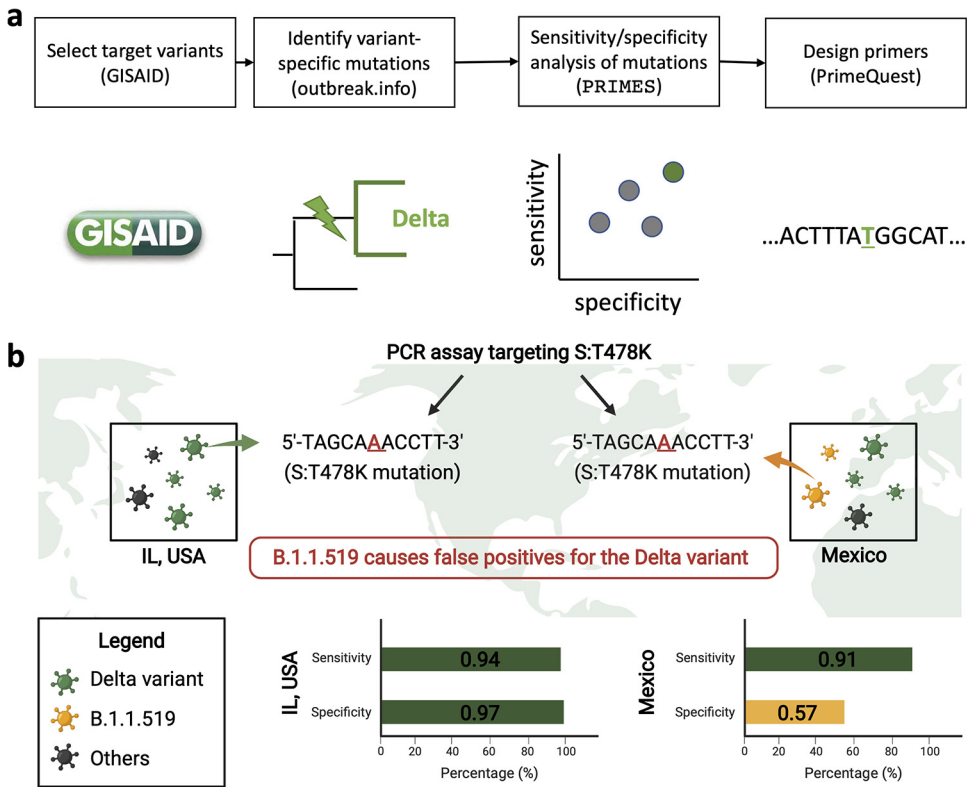 a
Select target variants
(GISAID)
Identify variant-
specific mutations
(outbreak.info)
Sensitivity/specificity
analysis of mutations
(PRIMES)
Design primers
(PrimeQuest)
GISAID
Delta
sensitivity
specificity
...ACTTTATGGCAT...
b
PCR assay targeting S:T478K
5'-TAGCAAACCTT-3'
(S:T478K mutation)
5'-TAGCAAACCTT-3'
(S:T478K mutation)
IL, USA
Mexico
B.1.1.519 causes false positives for the Delta variant
Legend
Delta variant
B.1.1.519
Others
IL, USA
Sensitivity
0.94
Specificity
0.97
0 20 40 60 80 100
Percentage (%)
Mexico
Sensitivity
0.91
Specificity
0.57
0 20 40 60 80 100
Percentage (%)